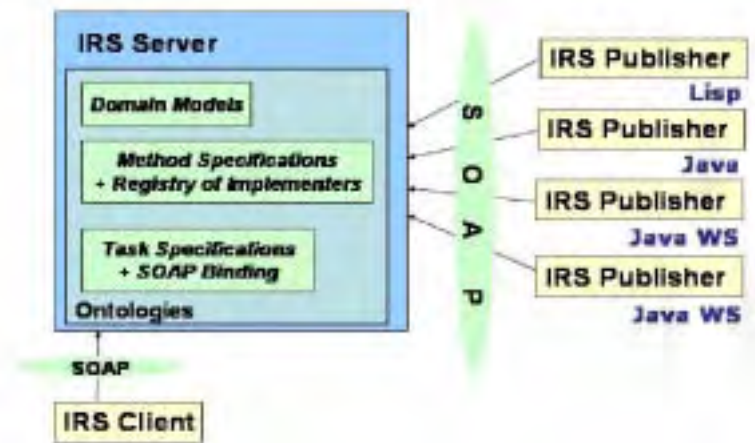 IRS Server
Domain Models
Method Specifications
+ Registry of Implementers
Task Specifications
+ SOAP Binding
Ontologies
SOAP
IRS Client
S O A P
IRS Publisher
Lisp
IRS Publisher
Java
IRS Publisher
Java WS
IRS Publisher
Java WS